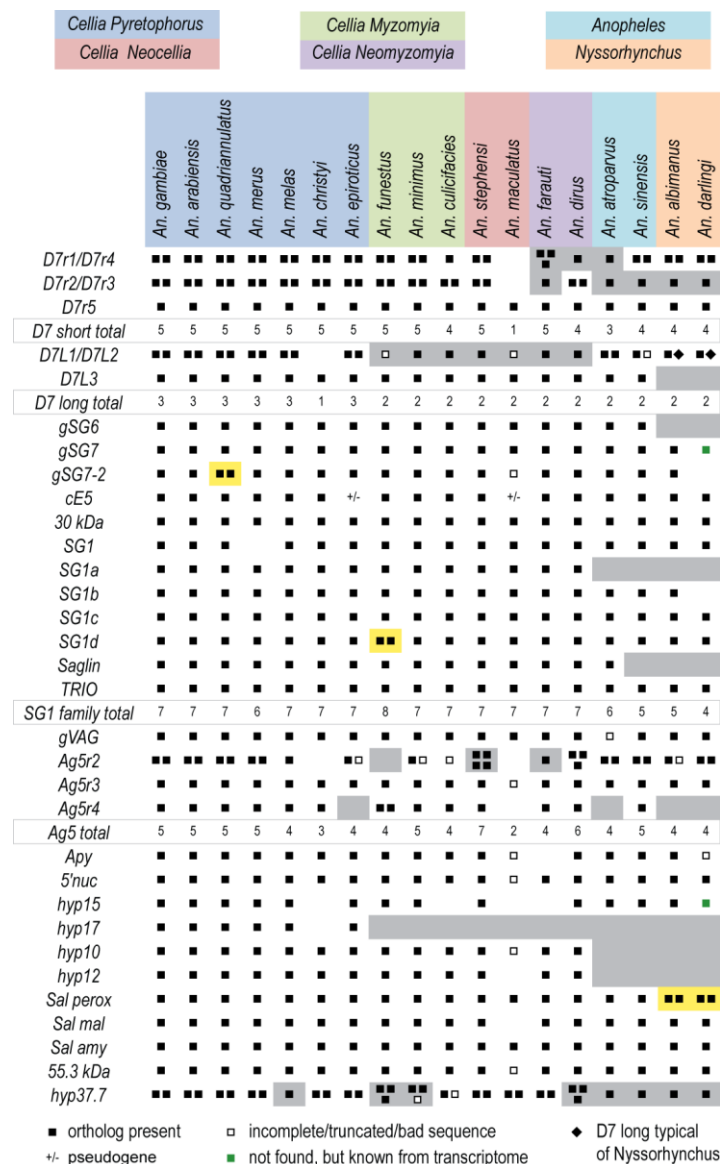 Cellia Pyretophorus Cellia Myzomyia Anopheles
Cellia Neocellia Cellia Neomyzomyia Nyssorhynchus
An. gambiae
An. arabiensis
An. quadriannulatus
An. merus
An. melas
An. christyi
An. epiroticus
An. funestus
An. minimus
An. culicifacies
An. stephensi
An. maculatus
An. farauti
An. dirus
An. atroparvus
An. sinensis
An. albimanus
An. darlingi
D7r1/D7r4
D7r2/D7r3
D7r5
D7 short total 5 5 5 5 5 5 5 5 5 4 5 1 5 4 3 4 4 4
D7L1/D7L2
D7L3
D7 long total 3 3 3 3 3 1 3 2 2 2 2 2 2 2 2 2 2 2
gSG6
gSG7
gSG7-2
cE5 +/- +/-
30 kDa
SG1
SG1a
SG1b
SG1c
SG1d
Saglin
TRIO
SG1 family total 7 7 7 6 7 7 7 8 7 7 7 7 7 7 6 5 5 4
gVAG
Ag5r2
Ag5r3
Ag5r4
Ag5 total 5 5 5 5 4 3 4 4 5 4 7 2 4 6 4 5 4 4
Apy
5'nuc
hyp15
hyp17
hyp10
hyp12
Sal perox
Sal mal
Sal amy
55.3 kDa
hyp37.7
■ ortholog present □ incomplete/truncated/bad sequence ◆ D7 long typical
+/- pseudogene ■ not found, but known from transcriptome of Nyssorhynchus